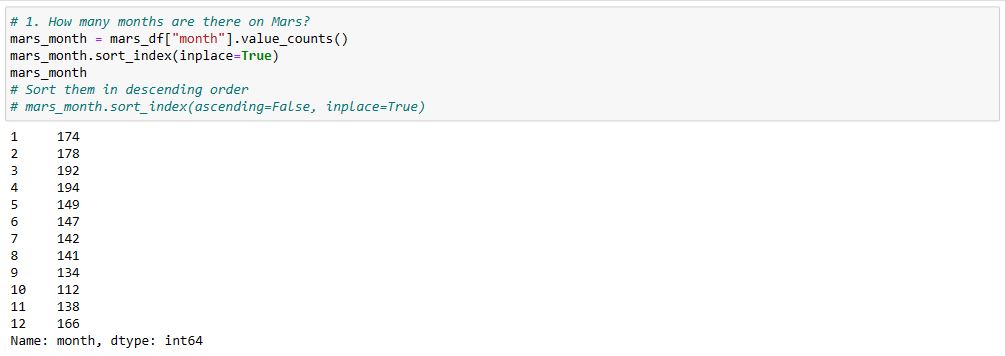 # 1. How many months are there on Mars?
mars_month = mars_df["month"].value_counts()
mars_month.sort_index(inplace=True)
mars_month
# Sort them in descending order
# mars_month.sort_index(ascending=False, inplace=True)
1 174
2 178
3 192
4 194
5 149
6 147
7 142
8 141
9 134
10 112
11 138
12 166
Name: month, dtype: int64